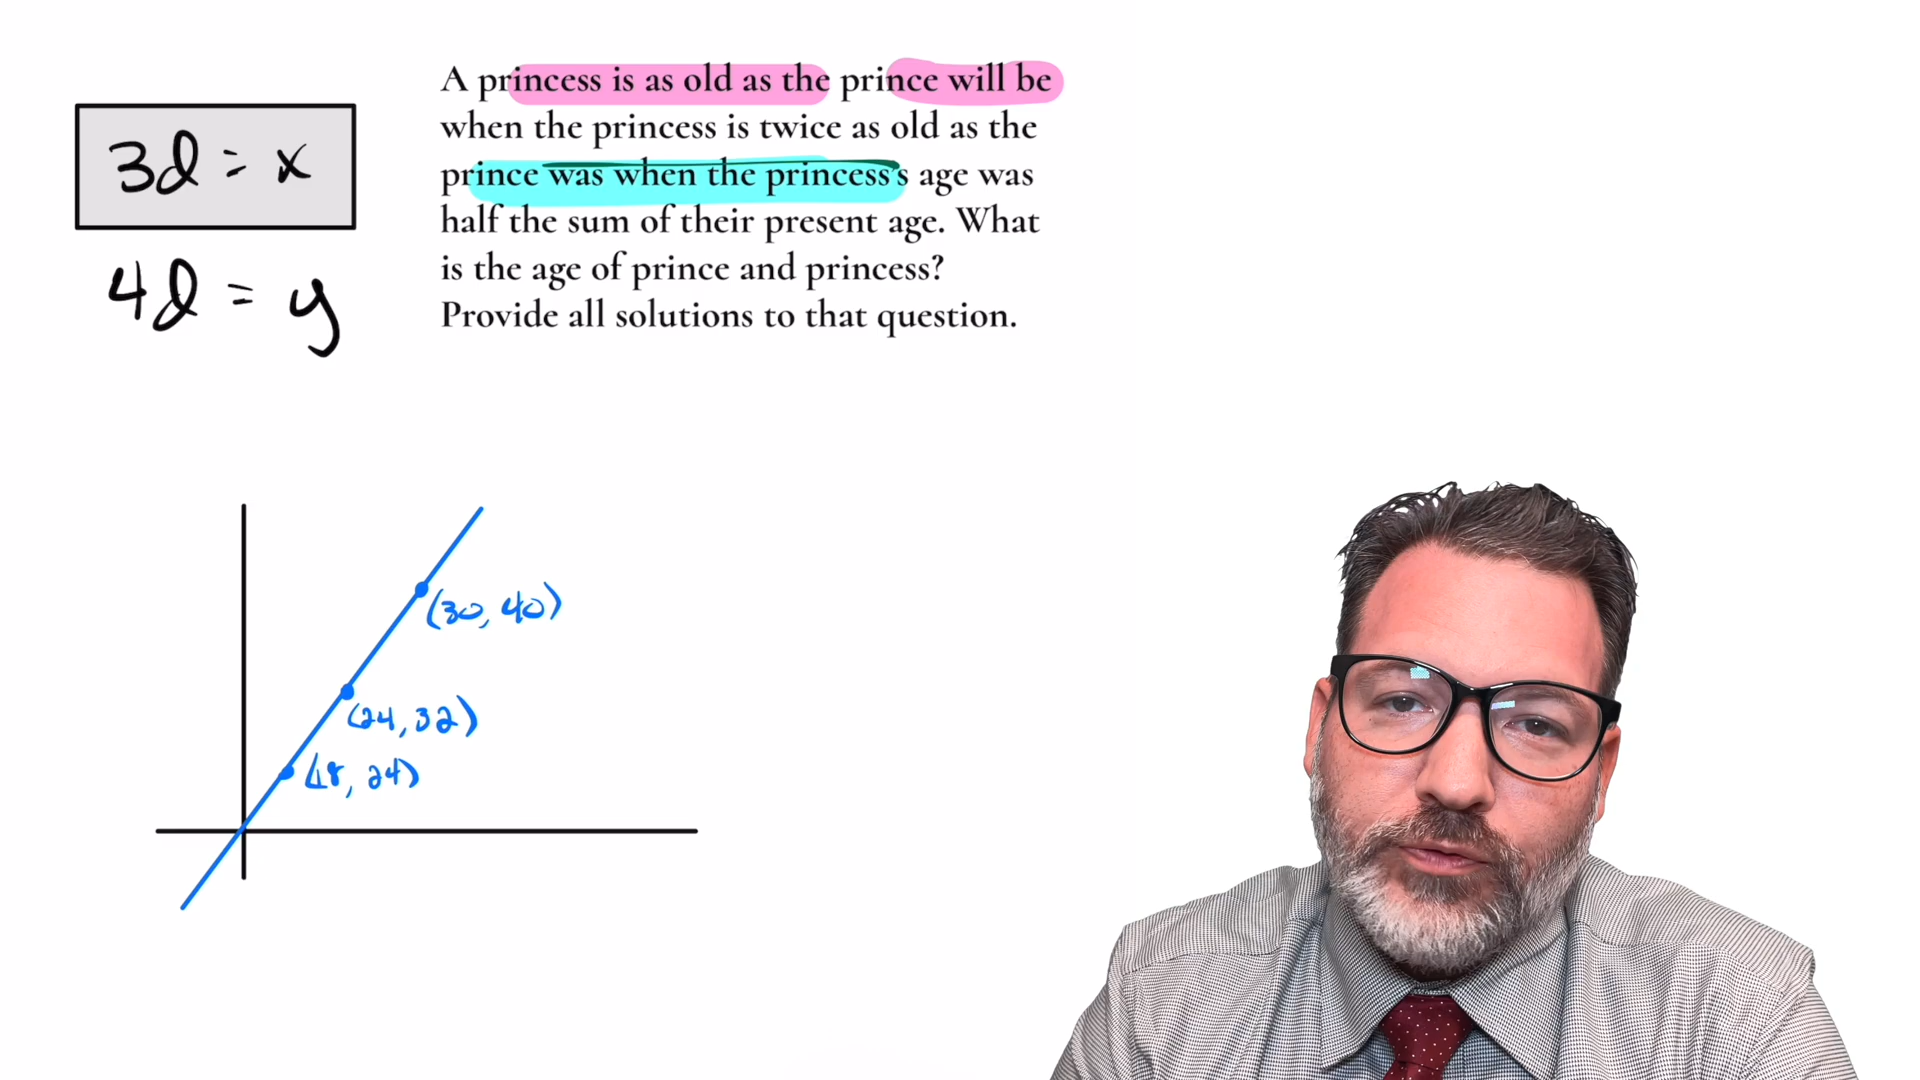 3d = x
4d = y
A princess is as old as the prince will be
when the princess is twice as old as the
prince was when the princess's age was
half the sum of their present age. What
is the age of prince and princess?
Provide all solutions to that question.
(30, 40)
(24, 32)
(18, 24)